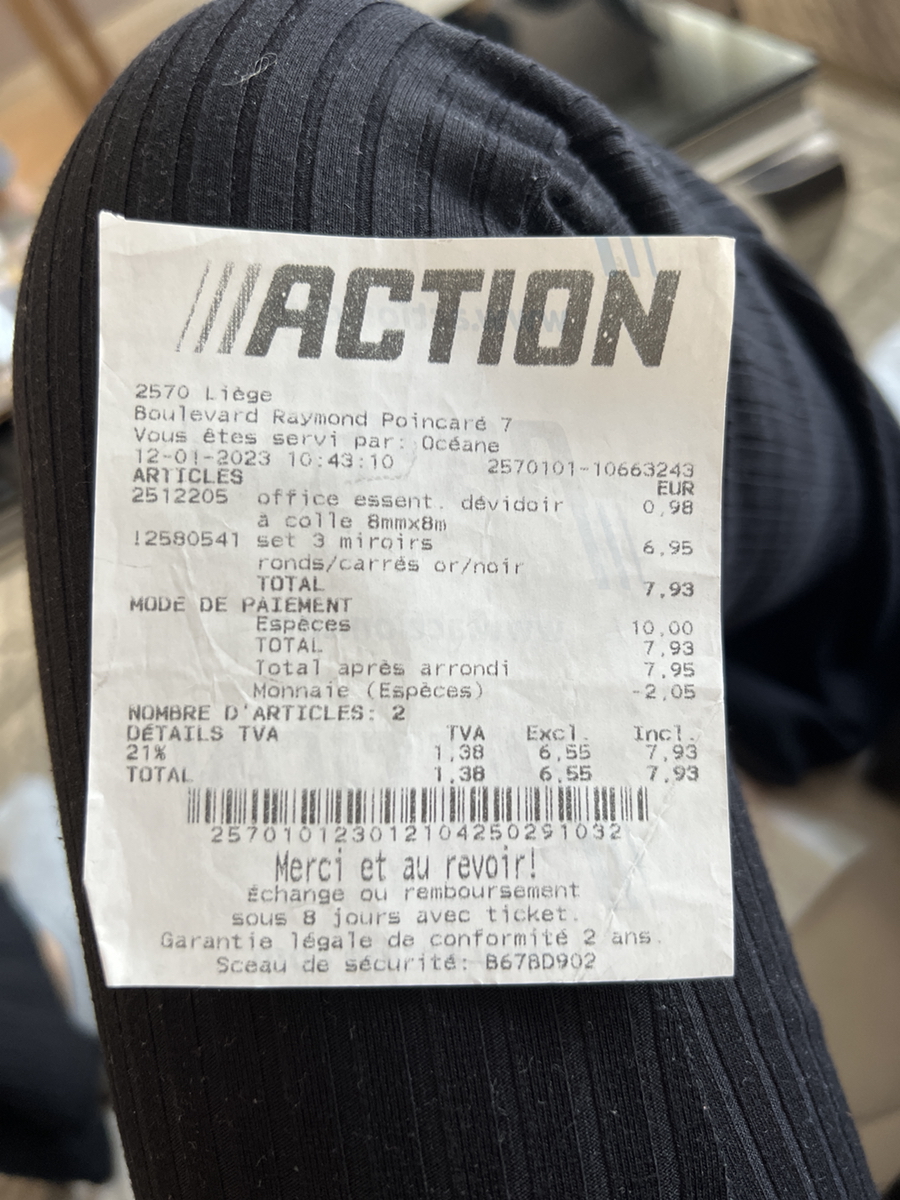 ///ACTION
2570 Liège
Boulevard Raymond Poincaré 7
Vous êtes servi par: Océane
12-01-2023 10:43:10 2570101-10663243
ARTICLES EUR
2512205 office essent. dévidoir 0,98
à colle 8mmx8m
!2580541 set 3 miroirs 6,95
ronds/carrés or/noir
TOTAL 7,93
MODE DE PAIEMENT
Espèces 10,00
TOTAL 7,93
Total après arrondi 7,95
Monnaie (Espèces) -2,05
NOMBRE D'ARTICLES: 2
DÉTAILS TVA TVA Excl. Incl.
21% 1,38 6,55 7,93
TOTAL 1,38 6,55 7,93
257010123012104250291032
Merci et au revoir!
Échange ou remboursement
sous 8 jours avec ticket.
Garantie légale de conformité 2 ans.
Sceau de sécurité: B678D902